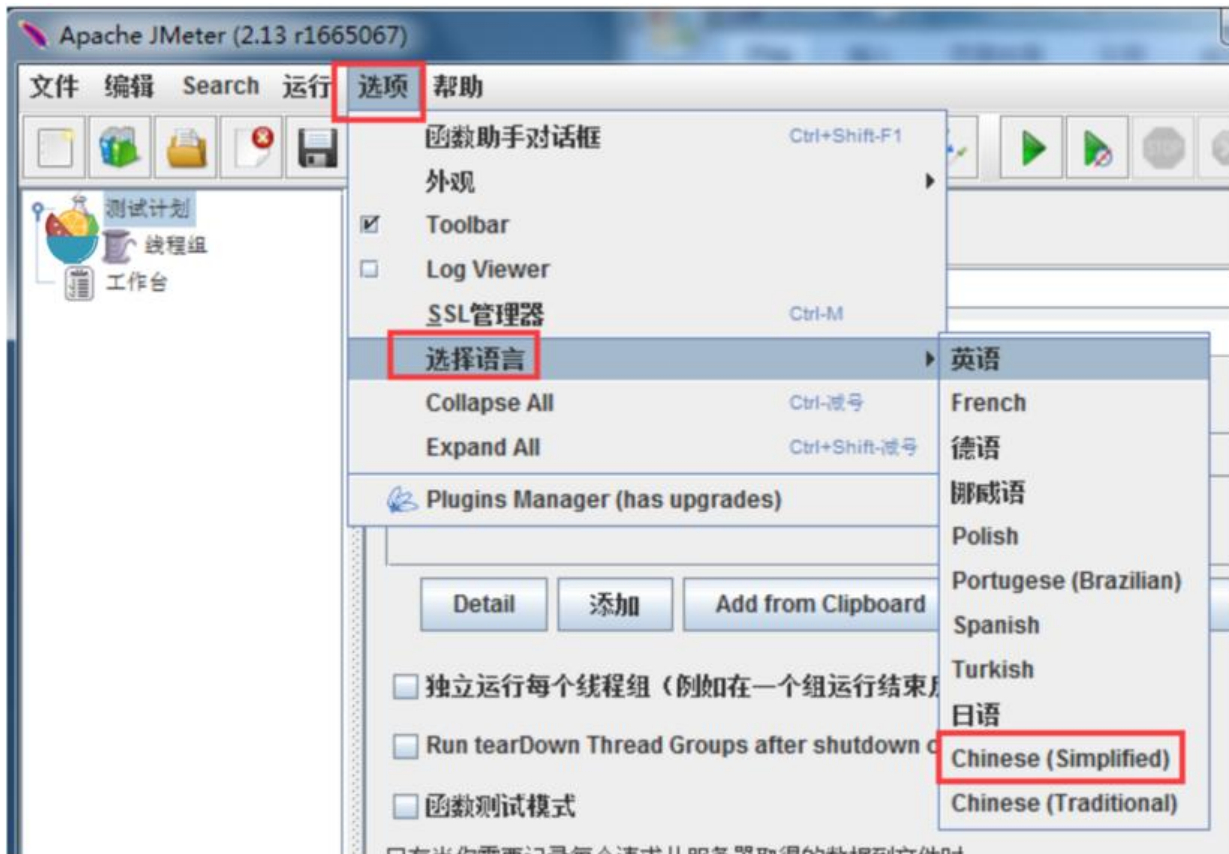 Apache JMeter (2.13 r1665067)
文件 编辑 Search 运行 选项 帮助
函数助手对话框 Ctrl+Shift-F1
外观
测试计划
Toolbar
线程组
Log Viewer
工作台
SSL管理器 Ctrl-M
选择语言
英语
Collapse All Ctrl-减号
French
Expand All Ctrl+Shift-减号
德语
Plugins Manager (has upgrades)
挪威语
Polish
Portugese (Brazilian)
Detail 添加 Add from Clipboard
Spanish
Turkish
独立运行每个线程组（例如在一个组运行结束
日语
Run tearDown Thread Groups after shutdown
Chinese (Simplified)
函数测试模式
Chinese (Traditional)
STOP